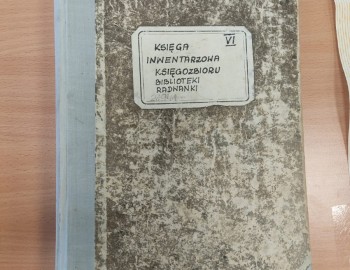 VI
KSIĘGA
INWENTARZOWA
KSIĘGOZBIORU
BIBLIOTEKI
RADNANKI